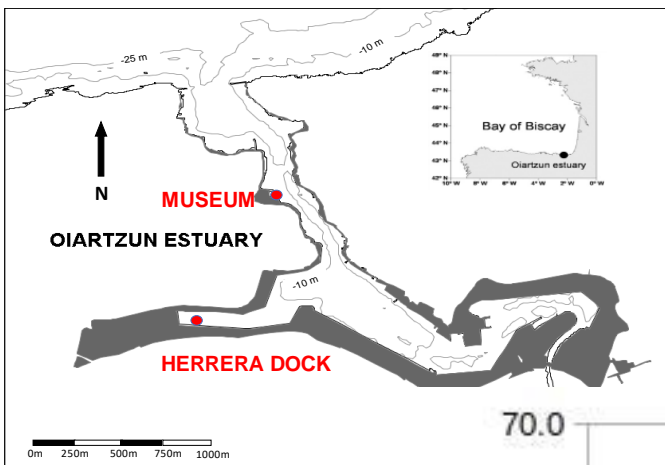 -25 m
-10 m
49° N
48° N
47° N
46° N
45° N
44° N
43° N
42° N
Bay of Biscay
Oiartzun estuary
10° W 8° W 6° W 4° W 2° W 0° W
N
MUSEUM
OIARTZUN ESTUARY
-10 m
HERRERA DOCK
0m 250m 500m 750m 1000m
70.0